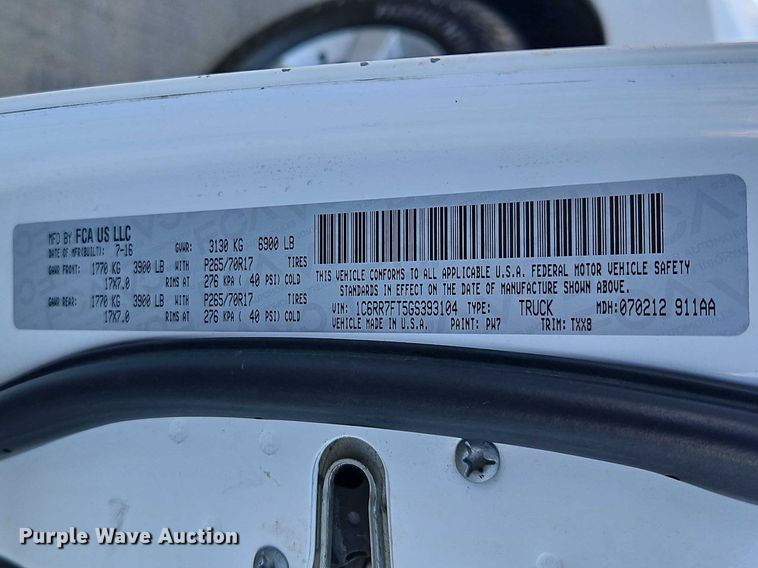 MFD BY FCA US LLC
DATE OF MFR(BUILT): 7-16 GVWR: 3130 KG 6900 LB
GAWR FRONT: 1770 KG 3900 LB WITH P265/70R17 TIRES
17X7.0 RIMS AT 276 KPA ( 40 PSI) COLD
GAWR REAR: 1770 KG 3900 LB WITH P265/70R17 TIRES
17X7.0 RIMS AT 276 KPA ( 40 PSI) COLD
THIS VEHICLE CONFORMS TO ALL APPLICABLE U.S.A. FEDERAL MOTOR VEHICLE SAFETY
STANDARDS IN EFFECT ON THE DATE OF MANUFACTURE SHOWN ABOVE.
VIN: 1C6RR7FT5GS393104 TYPE: TRUCK MDH:070212 911AA
VEHICLE MADE IN U.S.A. PAINT: PW7 TRIM: TXX8
Purple Wave Auction